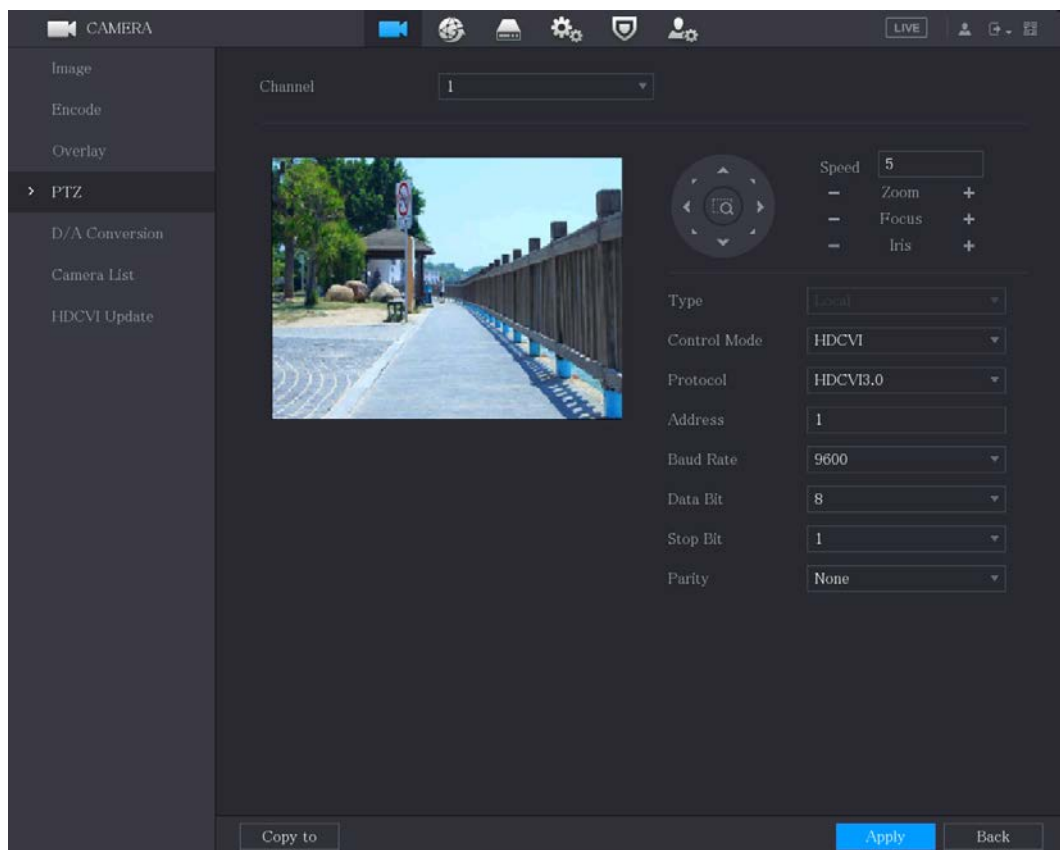 CAMERA
LIVE
Image
Encode
Overlay
PTZ
D/A Conversion
Camera List
HDCVI Update
Channel 1
Speed 5
Zoom
Focus
Iris
Type Local
Control Mode HDCVI
Protocol HDCVI3.0
Address 1
Baud Rate 9600
Data Bit 8
Stop Bit 1
Parity None
Copy to
Apply
Back